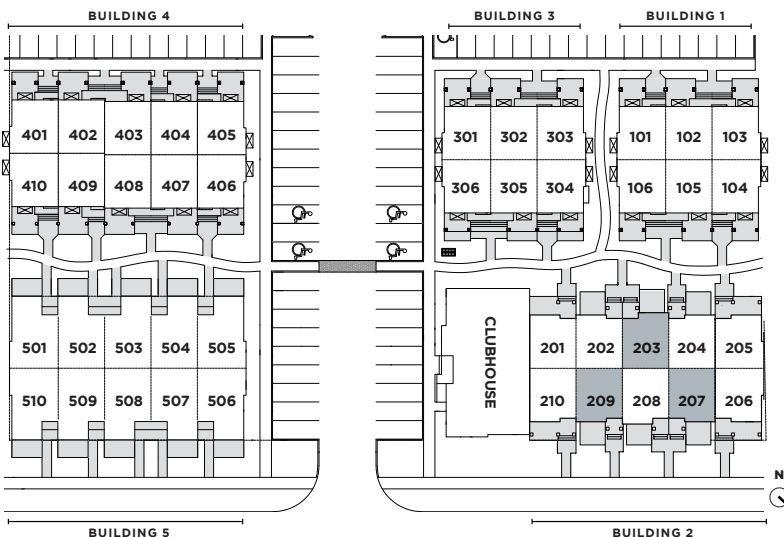 BUILDING 4
BUILDING 3
BUILDING 1
401 402 403 404 405
410 409 408 407 406
301 302 303
306 305 304
101 102 103
106 105 104
501 502 503 504 505
510 509 508 507 506
CLUBHOUSE
201 202 203 204 205
210 209 208 207 206
N
BUILDING 5
BUILDING 2